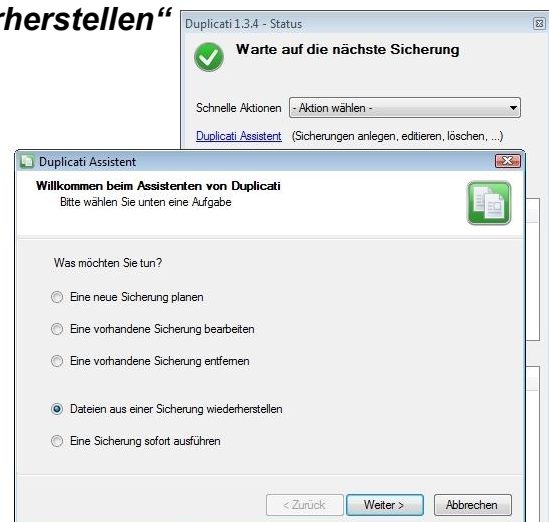 rherstellen“
Duplicati 1.3.4 - Status
Warte auf die nächste Sicherung
Schnelle Aktionen - Aktion wählen -
Duplicati Assistent (Sicherungen anlegen, editieren, löschen, ...)
Duplicati Assistent
Willkommen beim Assistenten von Duplicati
Bitte wählen Sie unten eine Aufgabe
Was möchten Sie tun?
Eine neue Sicherung planen
Eine vorhandene Sicherung bearbeiten
Eine vorhandene Sicherung entfernen
Dateien aus einer Sicherung wiederherstellen
Eine Sicherung sofort ausführen
< Zurück Weiter > Abbrechen